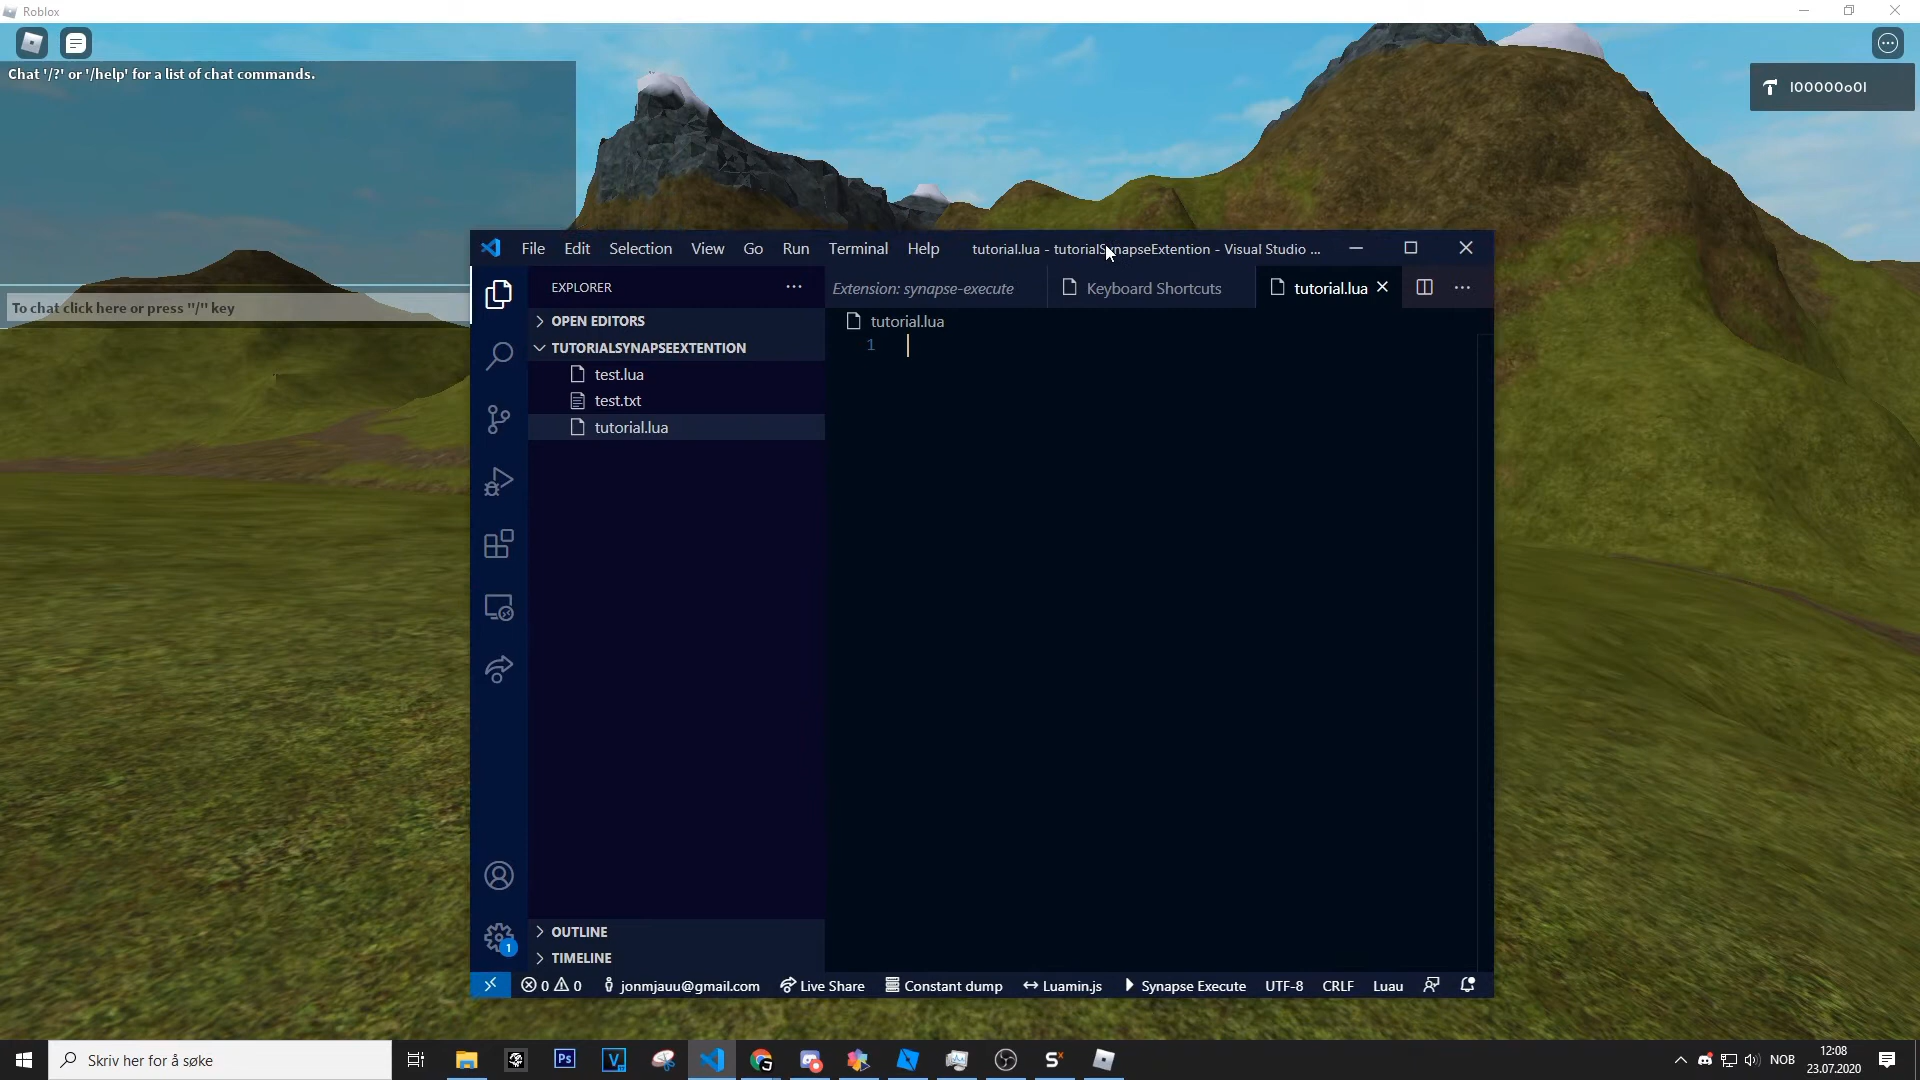 Roblox
Chat '/?' or '/help' for a list of chat commands.
To chat click here or press "/" key
l00000o0l
File Edit Selection View Go Run Terminal Help
tutorial.lua - tutorialSynapseExtention - Visual Studio ...
EXPLORER
Extension: synapse-execute
Keyboard Shortcuts
tutorial.lua
OPEN EDITORS
tutorial.lua
1
TUTORIALSYNAPSEEXTENTION
test.lua
test.txt
tutorial.lua
OUTLINE
TIMELINE
1
0 0 jonmjauu@gmail.com Live Share Constant dump Luamin.js Synapse Execute UTF-8 CRLF Luau
Skriv her for å søke
Ps
V
S x
NOB
12:08
23.07.2020